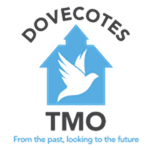 DOVECOTES
TMO
From the past, looking to the future